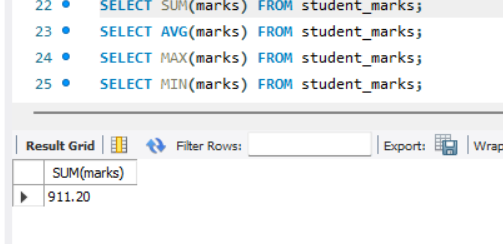 22 SELECT SUM(marks) FROM student_marks;
23 SELECT AVG(marks) FROM student_marks;
24 SELECT MAX(marks) FROM student_marks;
25 SELECT MIN(marks) FROM student_marks;
Result Grid Filter Rows: Export: Wrap
SUM(marks)
911.20